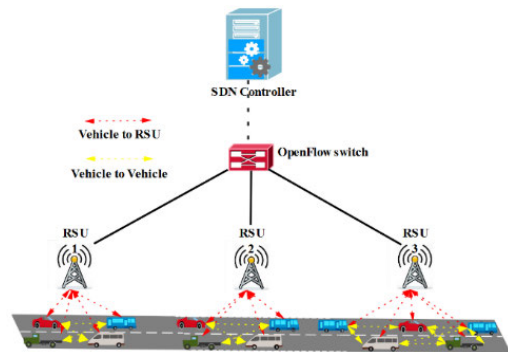 SDN Controller
Vehicle to RSU
OpenFlow switch
Vehicle to Vehicle
RSU
1
RSU
2
RSU
3